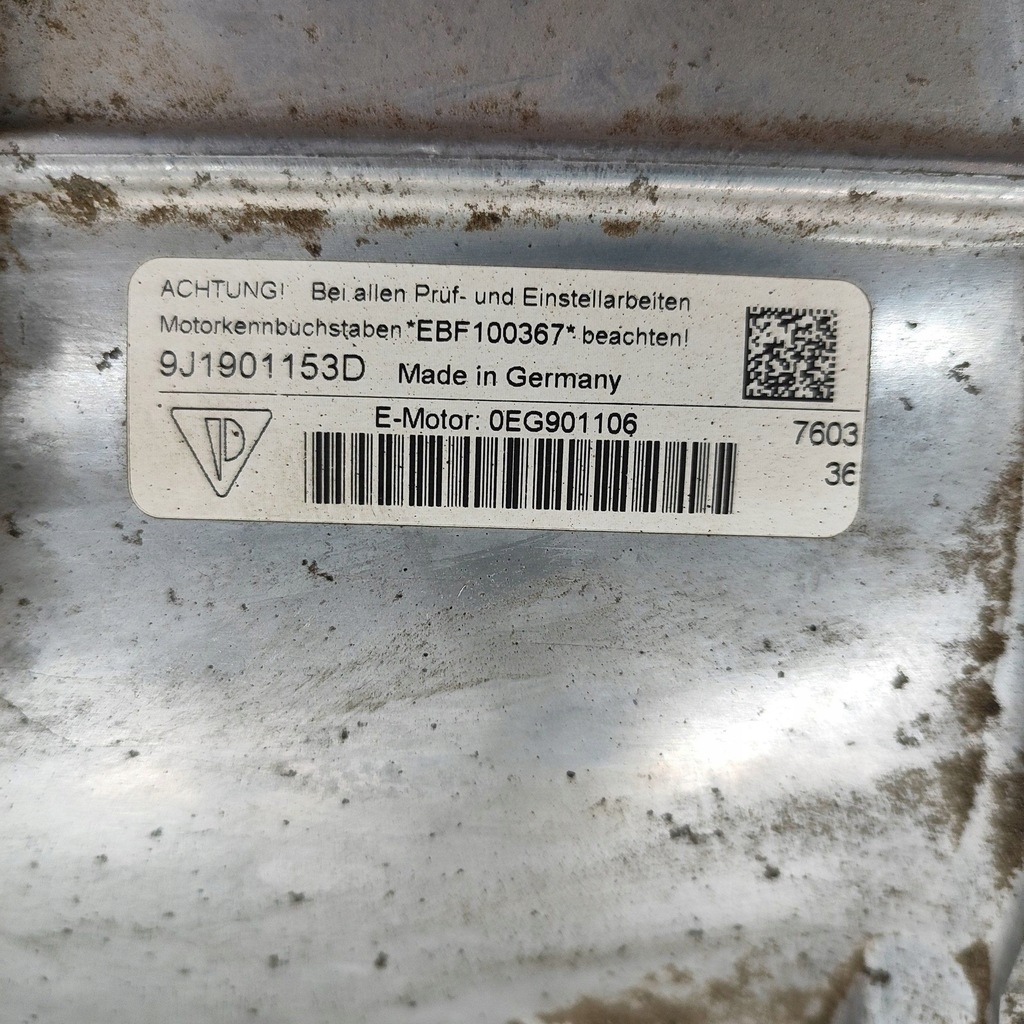 ACHTUNG! Bei allen Prüf- und Einstellarbeiten
Motorkennbuchstaben *EBF100367* beachten!
9J1901153D Made in Germany
E-Motor: 0EG901106
7603
36